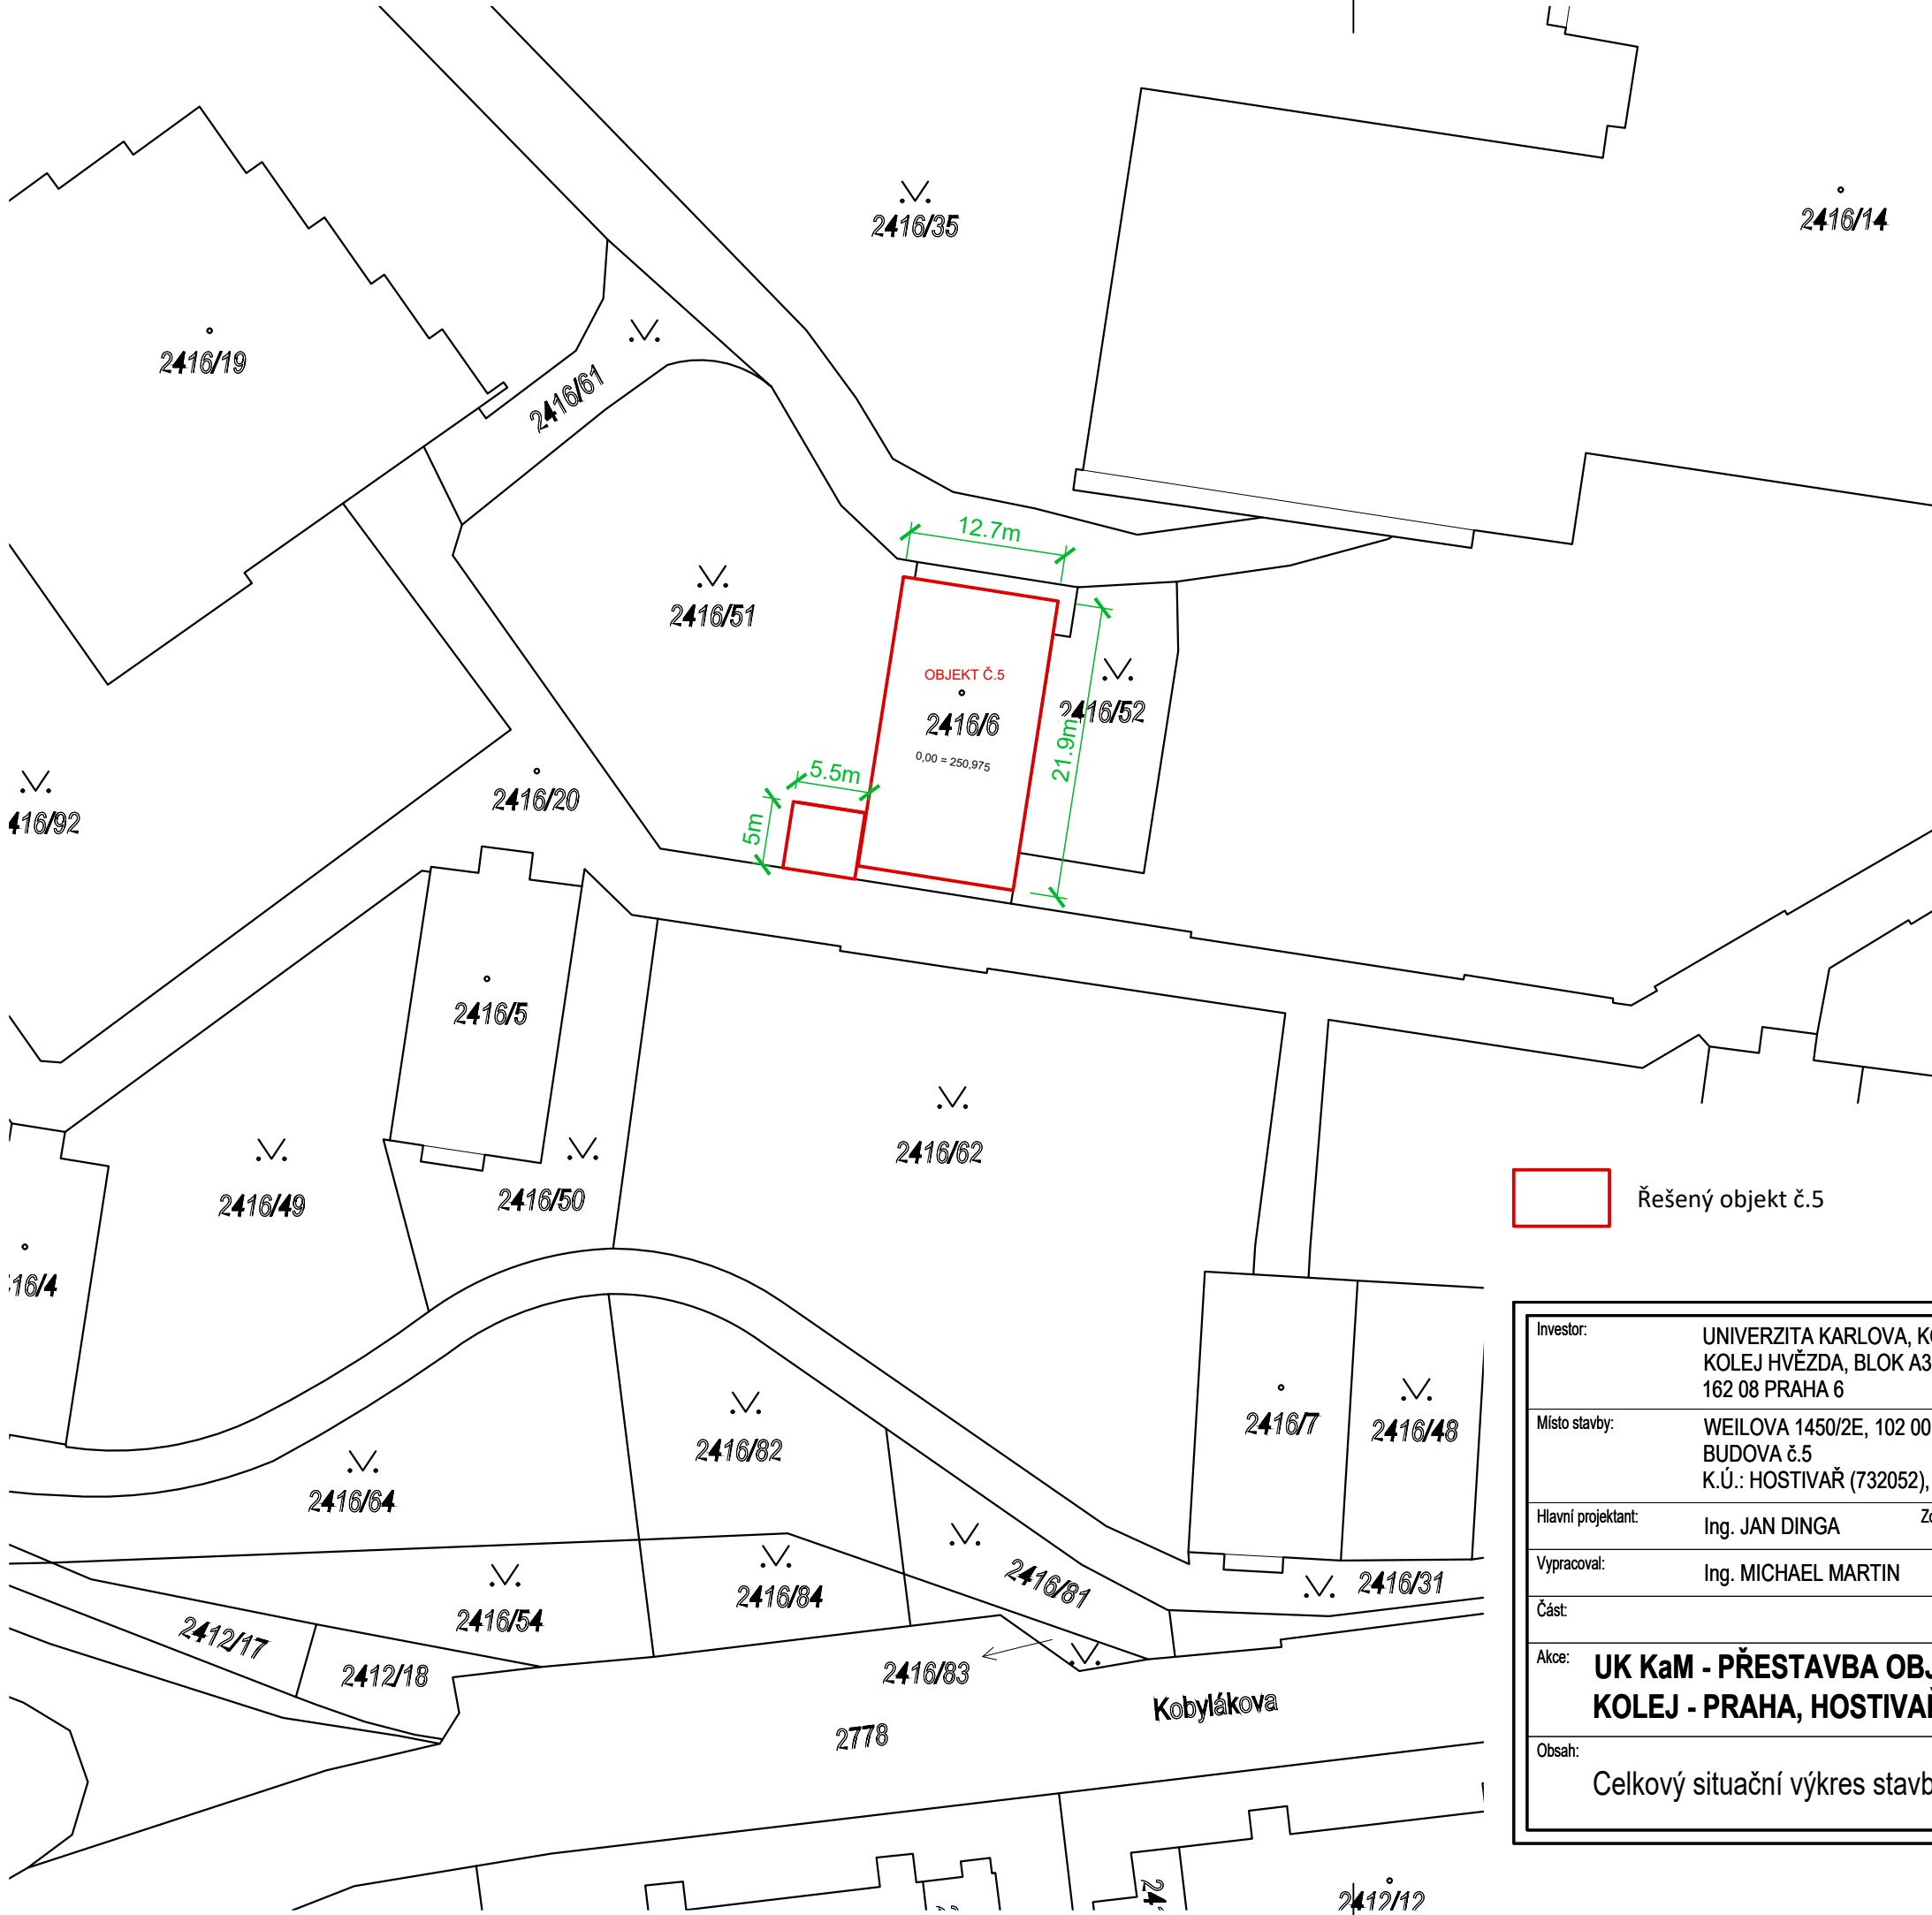 2416/35
2416/14
2416/19
2416/61
12.7m
2416/51
OBJEKT Č.5
2416/6
0,00 = 250,975
2416/52
21.9m
5.5m
5m
416/92
2416/20
2416/5
2416/62
2416/49
2416/50
16/4
Řešený objekt č.5
2416/7
2416/48
2416/82
2416/64
2416/81
2416/31
2416/84
2416/54
2412/17
2412/18
2416/83
Kobylákova
2778
2412/12
Investor:
UNIVERZITA KARLOVA,
KOLEJ HVĚZDA, BLOK A3
162 08 PRAHA 6
Místo stavby:
WEILOVA 1450/2E, 102 00
BUDOVA č.5
K.Ú.: HOSTIVAŘ (732052),
Hlavní projektant:
Ing. JAN DINGA
Vypracoval:
Ing. MICHAEL MARTIN
Část:
Akce:
UK KaM - PŘESTAVBA OBJ
KOLEJ - PRAHA, HOSTIVAŘ
Obsah:
Celkový situační výkres stavb